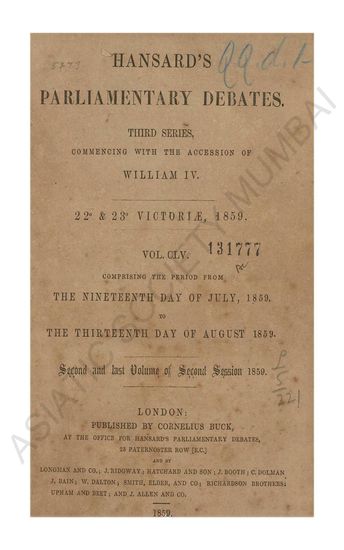 5773
HANSARD'S
PARLIAMENTARY DEBATES.
THIRD SERIES,
COMMENCING WITH THE ACCESSION OF
WILLIAM IV.
22° & 23° VICTORIÆ, 1859.
VOL. CLV.
131777
COMPRISING THE PERIOD FROM
THE NINETEENTH DAY OF JULY, 1859.
TO
THE THIRTEENTH DAY OF AUGUST 1859.
Second and last Volume of Second Session 1859.
LONDON:
PUBLISHED BY CORNELIUS BUCK,
AT THE OFFICE FOR HANSARD'S PARLIAMENTARY DEBATES,
23 PATERNOSTER ROW [E.C.]
AND BY
LONGMAN AND CO.; J. RIDGWAY; HATCHARD AND SON; J. BOOTH; C. DOLMAN
J. BAIN; W. DALTON; SMITH, ELDER, AND CO; RICHARDSON BROTHERS;
UPHAM AND BEET; AND J. ALLEN AND CO.
1859.
ASIATIC SOCIETY MUMBAI